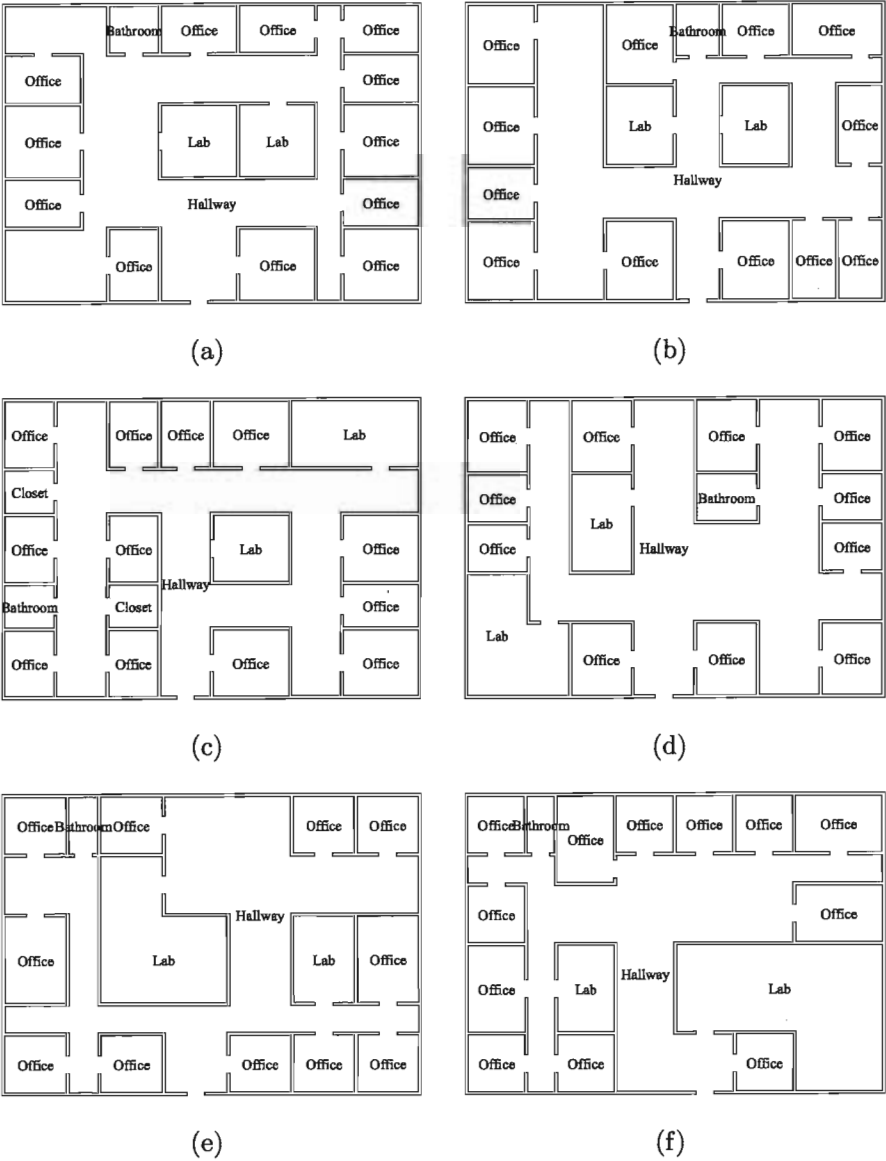 Bathroom Office Office Office
Office Office
Office Lab Lab Office
Office Hallway Office
Office Office Office
(a)
Office Office Bathroom Office Office
Office Lab Lab Office
Office Hallway
Office Office Office Office Office
(b)
Office Office Office Office Lab
Closet
Office Office Lab Office
Bathroom Closet Hallway Office
Office Office Office Office
(c)
Office Office Office Office
Office Lab Bathroom Office
Office Hallway Office
Lab Office Office Office
(d)
Office Bathroom Office Office Office
Hallway
Office Lab Lab Office
Office Office Office Office Office
(e)
Office Bathroom Office Office Office Office Office
Office Office
Office Lab Hallway Lab
Office Office Office
(f)